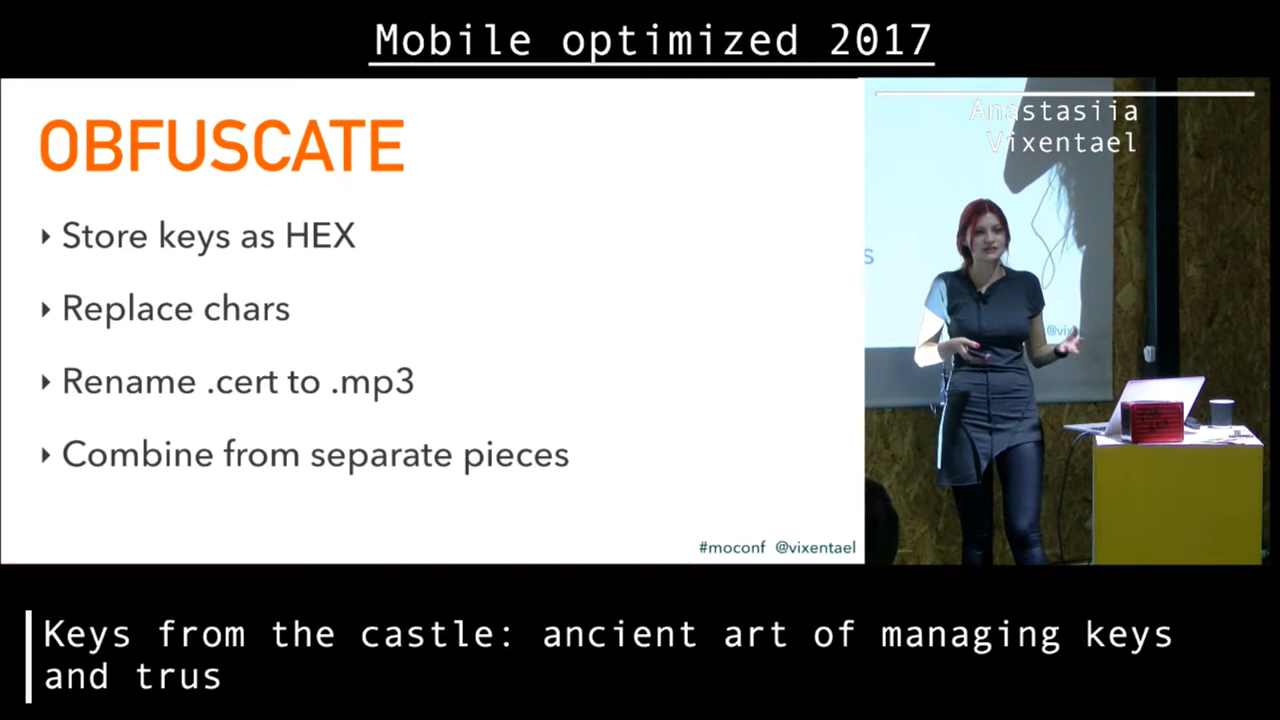 Mobile optimized 2017
OBFUSCATE
Store keys as HEX
Replace chars
Rename .cert to .mp3
Combine from separate pieces
#moconf @vixentael
Anastasiia
Vixentael
s
@vix
Keys from the castle: ancient art of managing keys
and trus